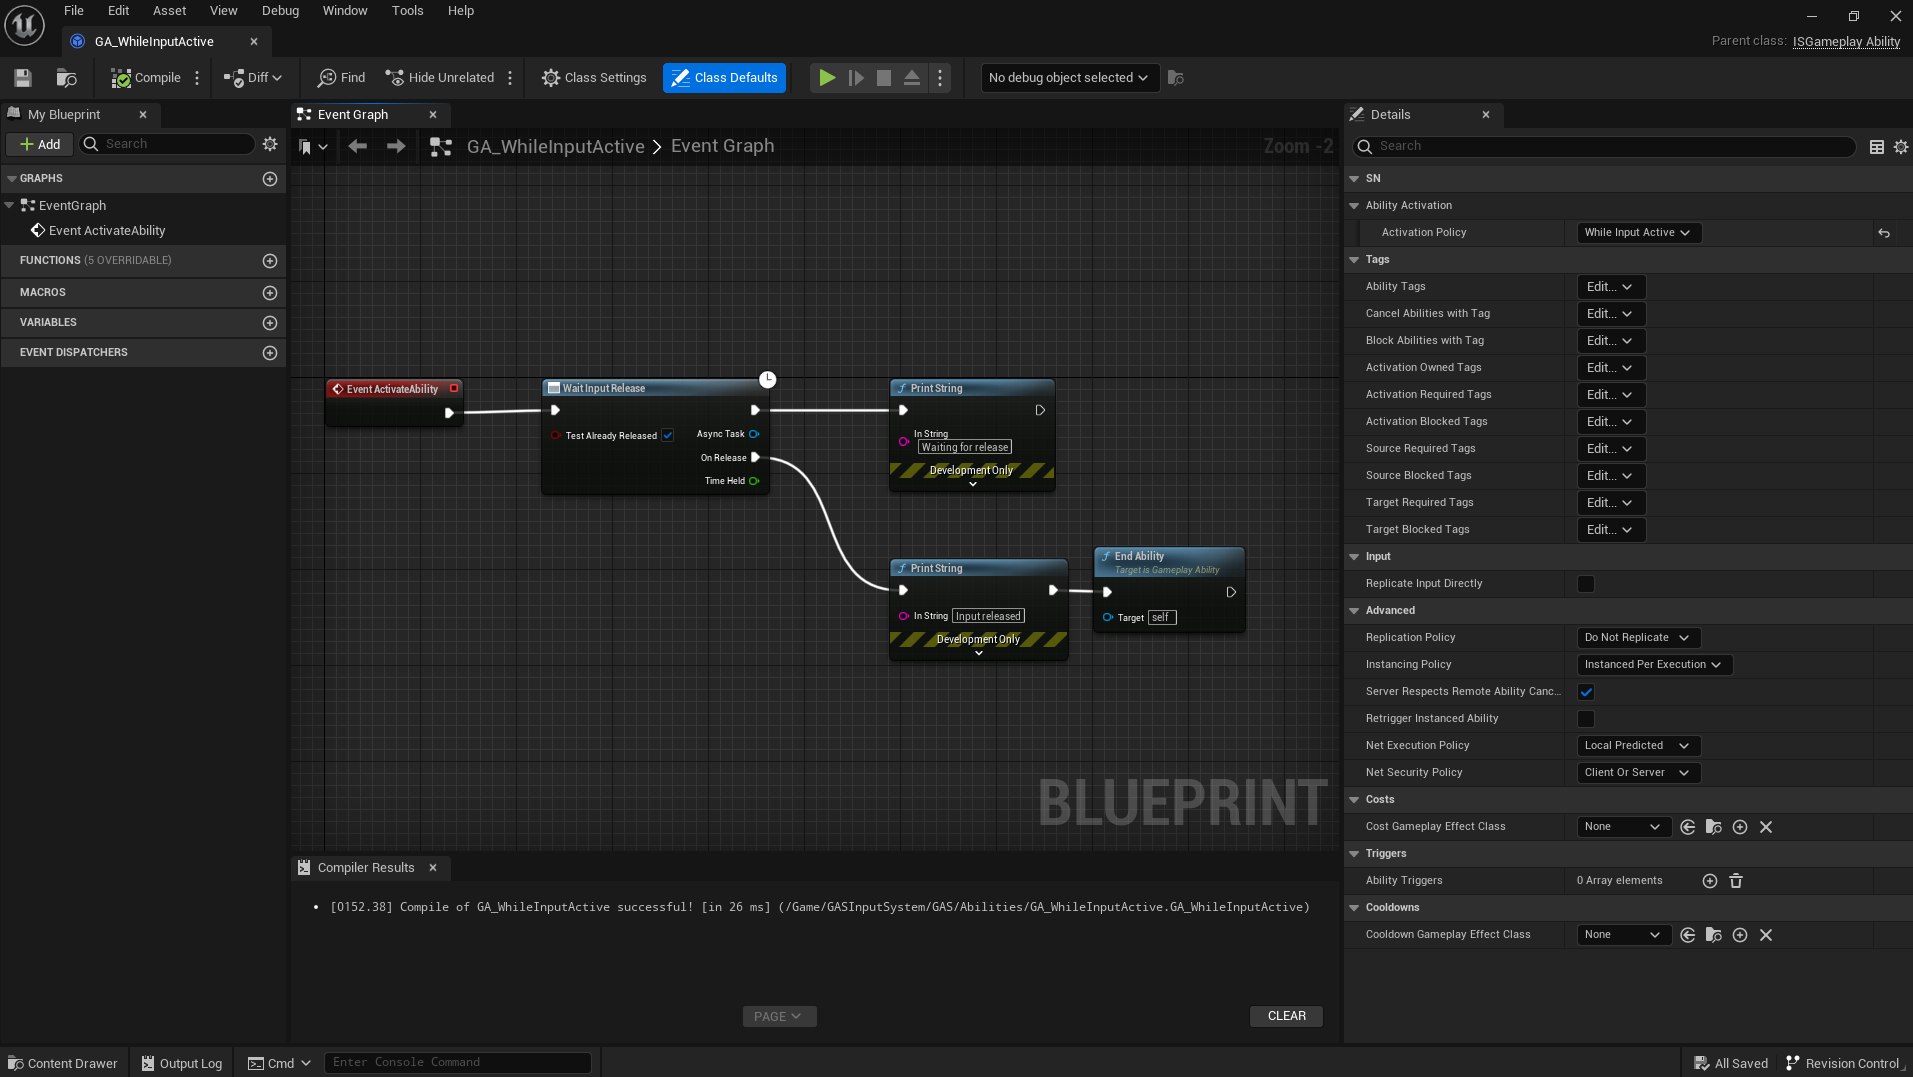 File Edit Asset View Debug Window Tools Help
GA_WhileInputActive
Parent class: ISGameplay Ability
Compile Diff Find Hide Unrelated Class Settings Class Defaults No debug object selected
My Blueprint
Add Search
GRAPHS
EventGraph
Event ActivateAbility
FUNCTIONS (5 OVERRIDABLE)
MACROS
VARIABLES
EVENT DISPATCHERS
Event Graph
GA_WhileInputActive > Event Graph
Zoom -2
Event ActivateAbility
Wait Input Release
Test Already Released
Async Task
On Release
Time Held
Print String
In String
Waiting for release
Development Only
Print String
In String Input released
Development Only
End Ability
Target is Gameplay Ability
Target self
BLUEPRINT
Compiler Results
• [0152.38] Compile of GA_WhileInputActive successful! [in 26 ms] (/Game/GASInputSystem/GAS/Abilities/GA_WhileInputActive.GA_WhileInputActive)
PAGE
CLEAR
Details
Search
SN
Ability Activation
Activation Policy While Input Active
Tags
Ability Tags Edit...
Cancel Abilities with Tag Edit...
Block Abilities with Tag Edit...
Activation Owned Tags Edit...
Activation Required Tags Edit...
Activation Blocked Tags Edit...
Source Required Tags Edit...
Source Blocked Tags Edit...
Target Required Tags Edit...
Target Blocked Tags Edit...
Input
Replicate Input Directly
Advanced
Replication Policy Do Not Replicate
Instancing Policy Instanced Per Execution
Server Respects Remote Ability Canc...
Retrigger Instanced Ability
Net Execution Policy Local Predicted
Net Security Policy Client Or Server
Costs
Cost Gameplay Effect Class None
Triggers
Ability Triggers 0 Array elements
Cooldowns
Cooldown Gameplay Effect Class None
Content Drawer Output Log Cmd Enter Console Command All Saved Revision Control